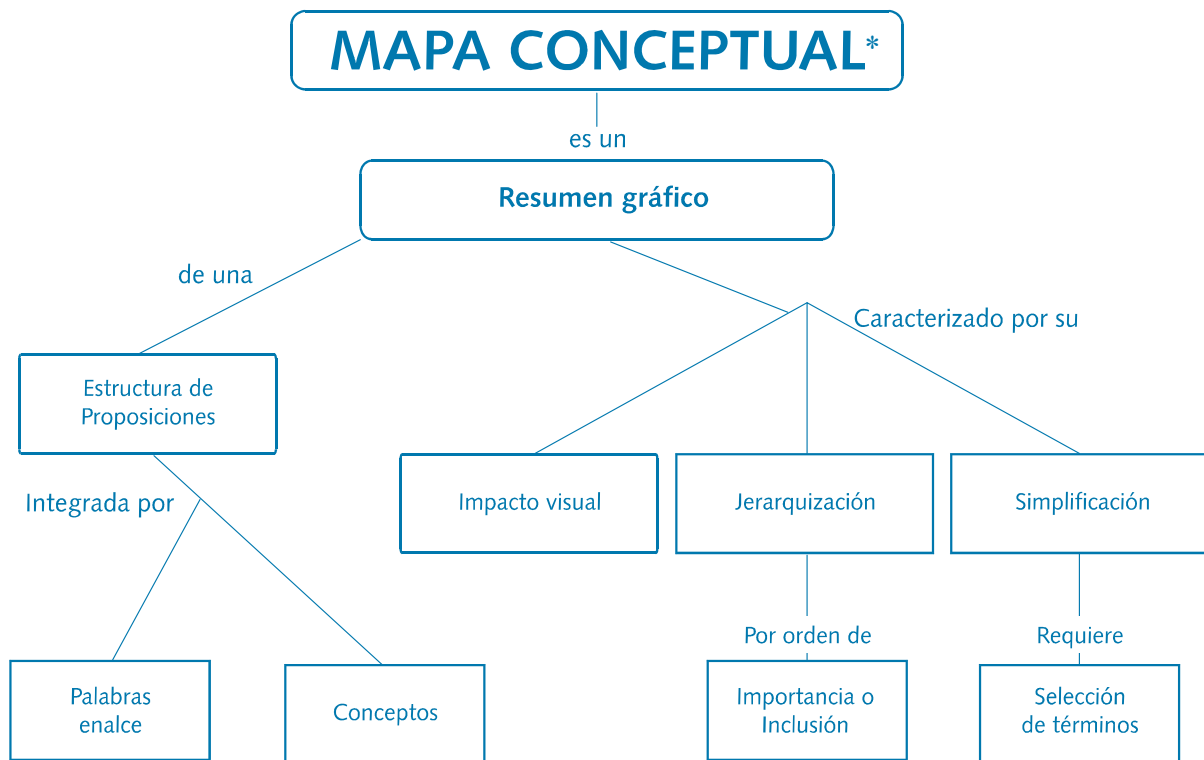 MAPA CONCEPTUAL*
es un
Resumen gráfico
de una
Caracterizado por su
Estructura de
Proposiciones
Integrada por
Impacto visual
Jerarquización
Simplificación
Por orden de
Requiere
Palabras
enalce
Conceptos
Importancia o
Inclusión
Selección
de términos